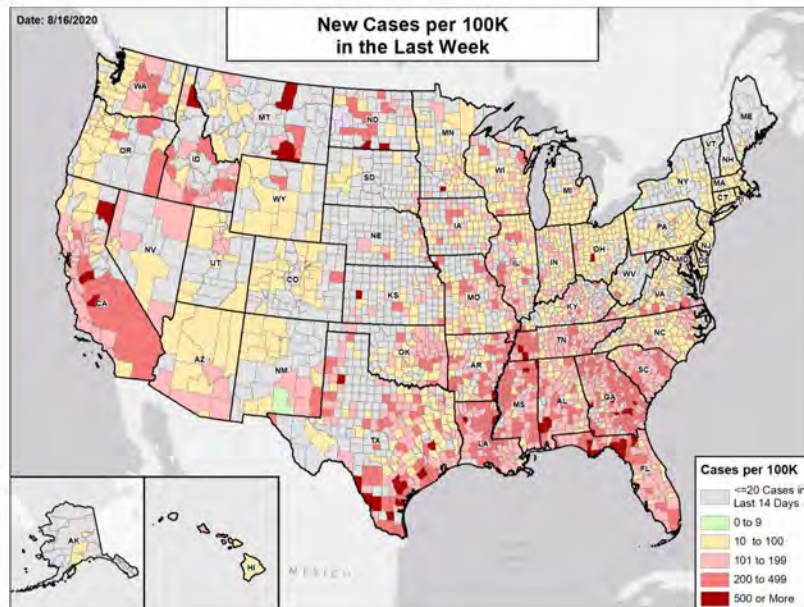 Date: 8/16/2020
New Cases per 100K
in the Last Week
WA
MT
ND
MN
ME
OR
ID
SD
WI
MI
VT
NH
NY
MA
CT
WY
IA
NE
PA
NJ
NV
UT
CO
IL
IN
OH
MD
DE
WV
VA
CA
KS
MO
KY
AZ
NM
OK
AR
TN
NC
SC
MS
AL
GA
TX
LA
FL
AK
HI
MEXICO
Cases per 100K
<=20 Cases in
Last 14 Days
0 to 9
10 to 100
101 to 199
200 to 499
500 or More